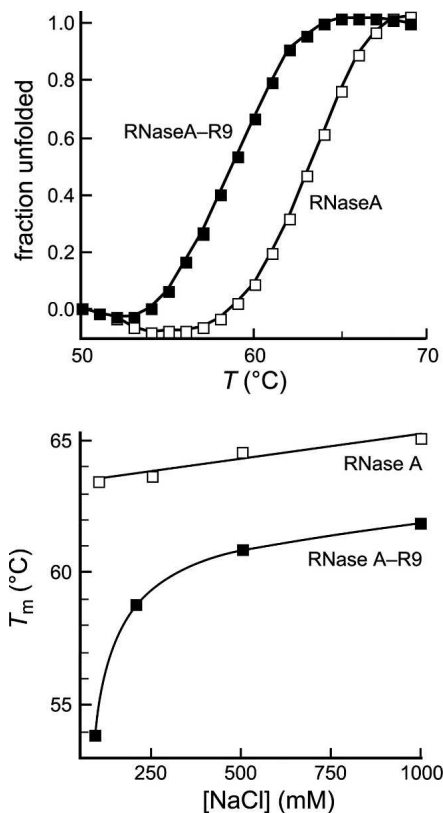 fraction unfolded
1.0
0.8
0.6
0.4
0.2
0.0
RNaseA–R9
RNaseA
50
60
70
T (°C)
Tm (°C)
65
60
55
RNase A
RNase A–R9
250
500
750
1000
[NaCl] (mM)